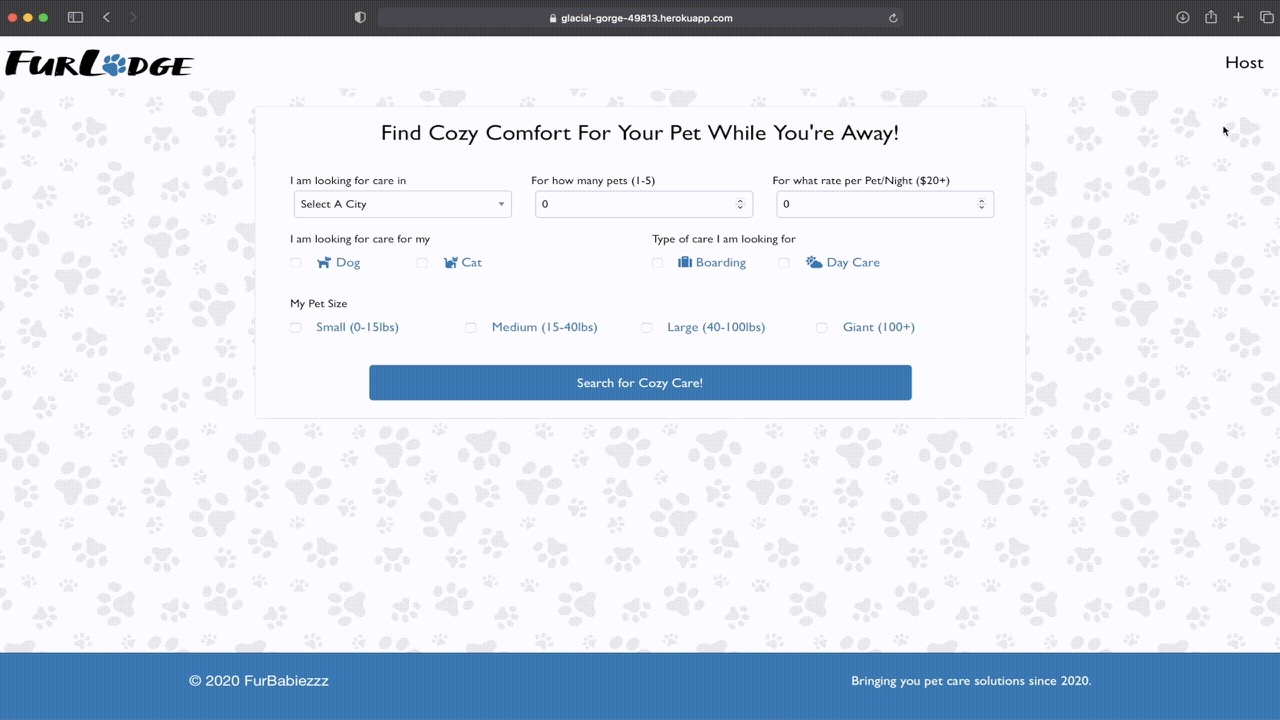 glacial-gorge-49813.herokuapp.com
FURLODGE
Host
Find Cozy Comfort For Your Pet While You're Away!
I am looking for care in
For how many pets (1-5)
For what rate per Pet/Night ($20+)
Select A City
0
0
I am looking for care for my
Type of care I am looking for
Dog
Cat
Boarding
Day Care
My Pet Size
Small (0-15lbs)
Medium (15-40lbs)
Large (40-100lbs)
Giant (100+)
Search for Cozy Care!
© 2020 FurBabiezzz
Bringing you pet care solutions since 2020.